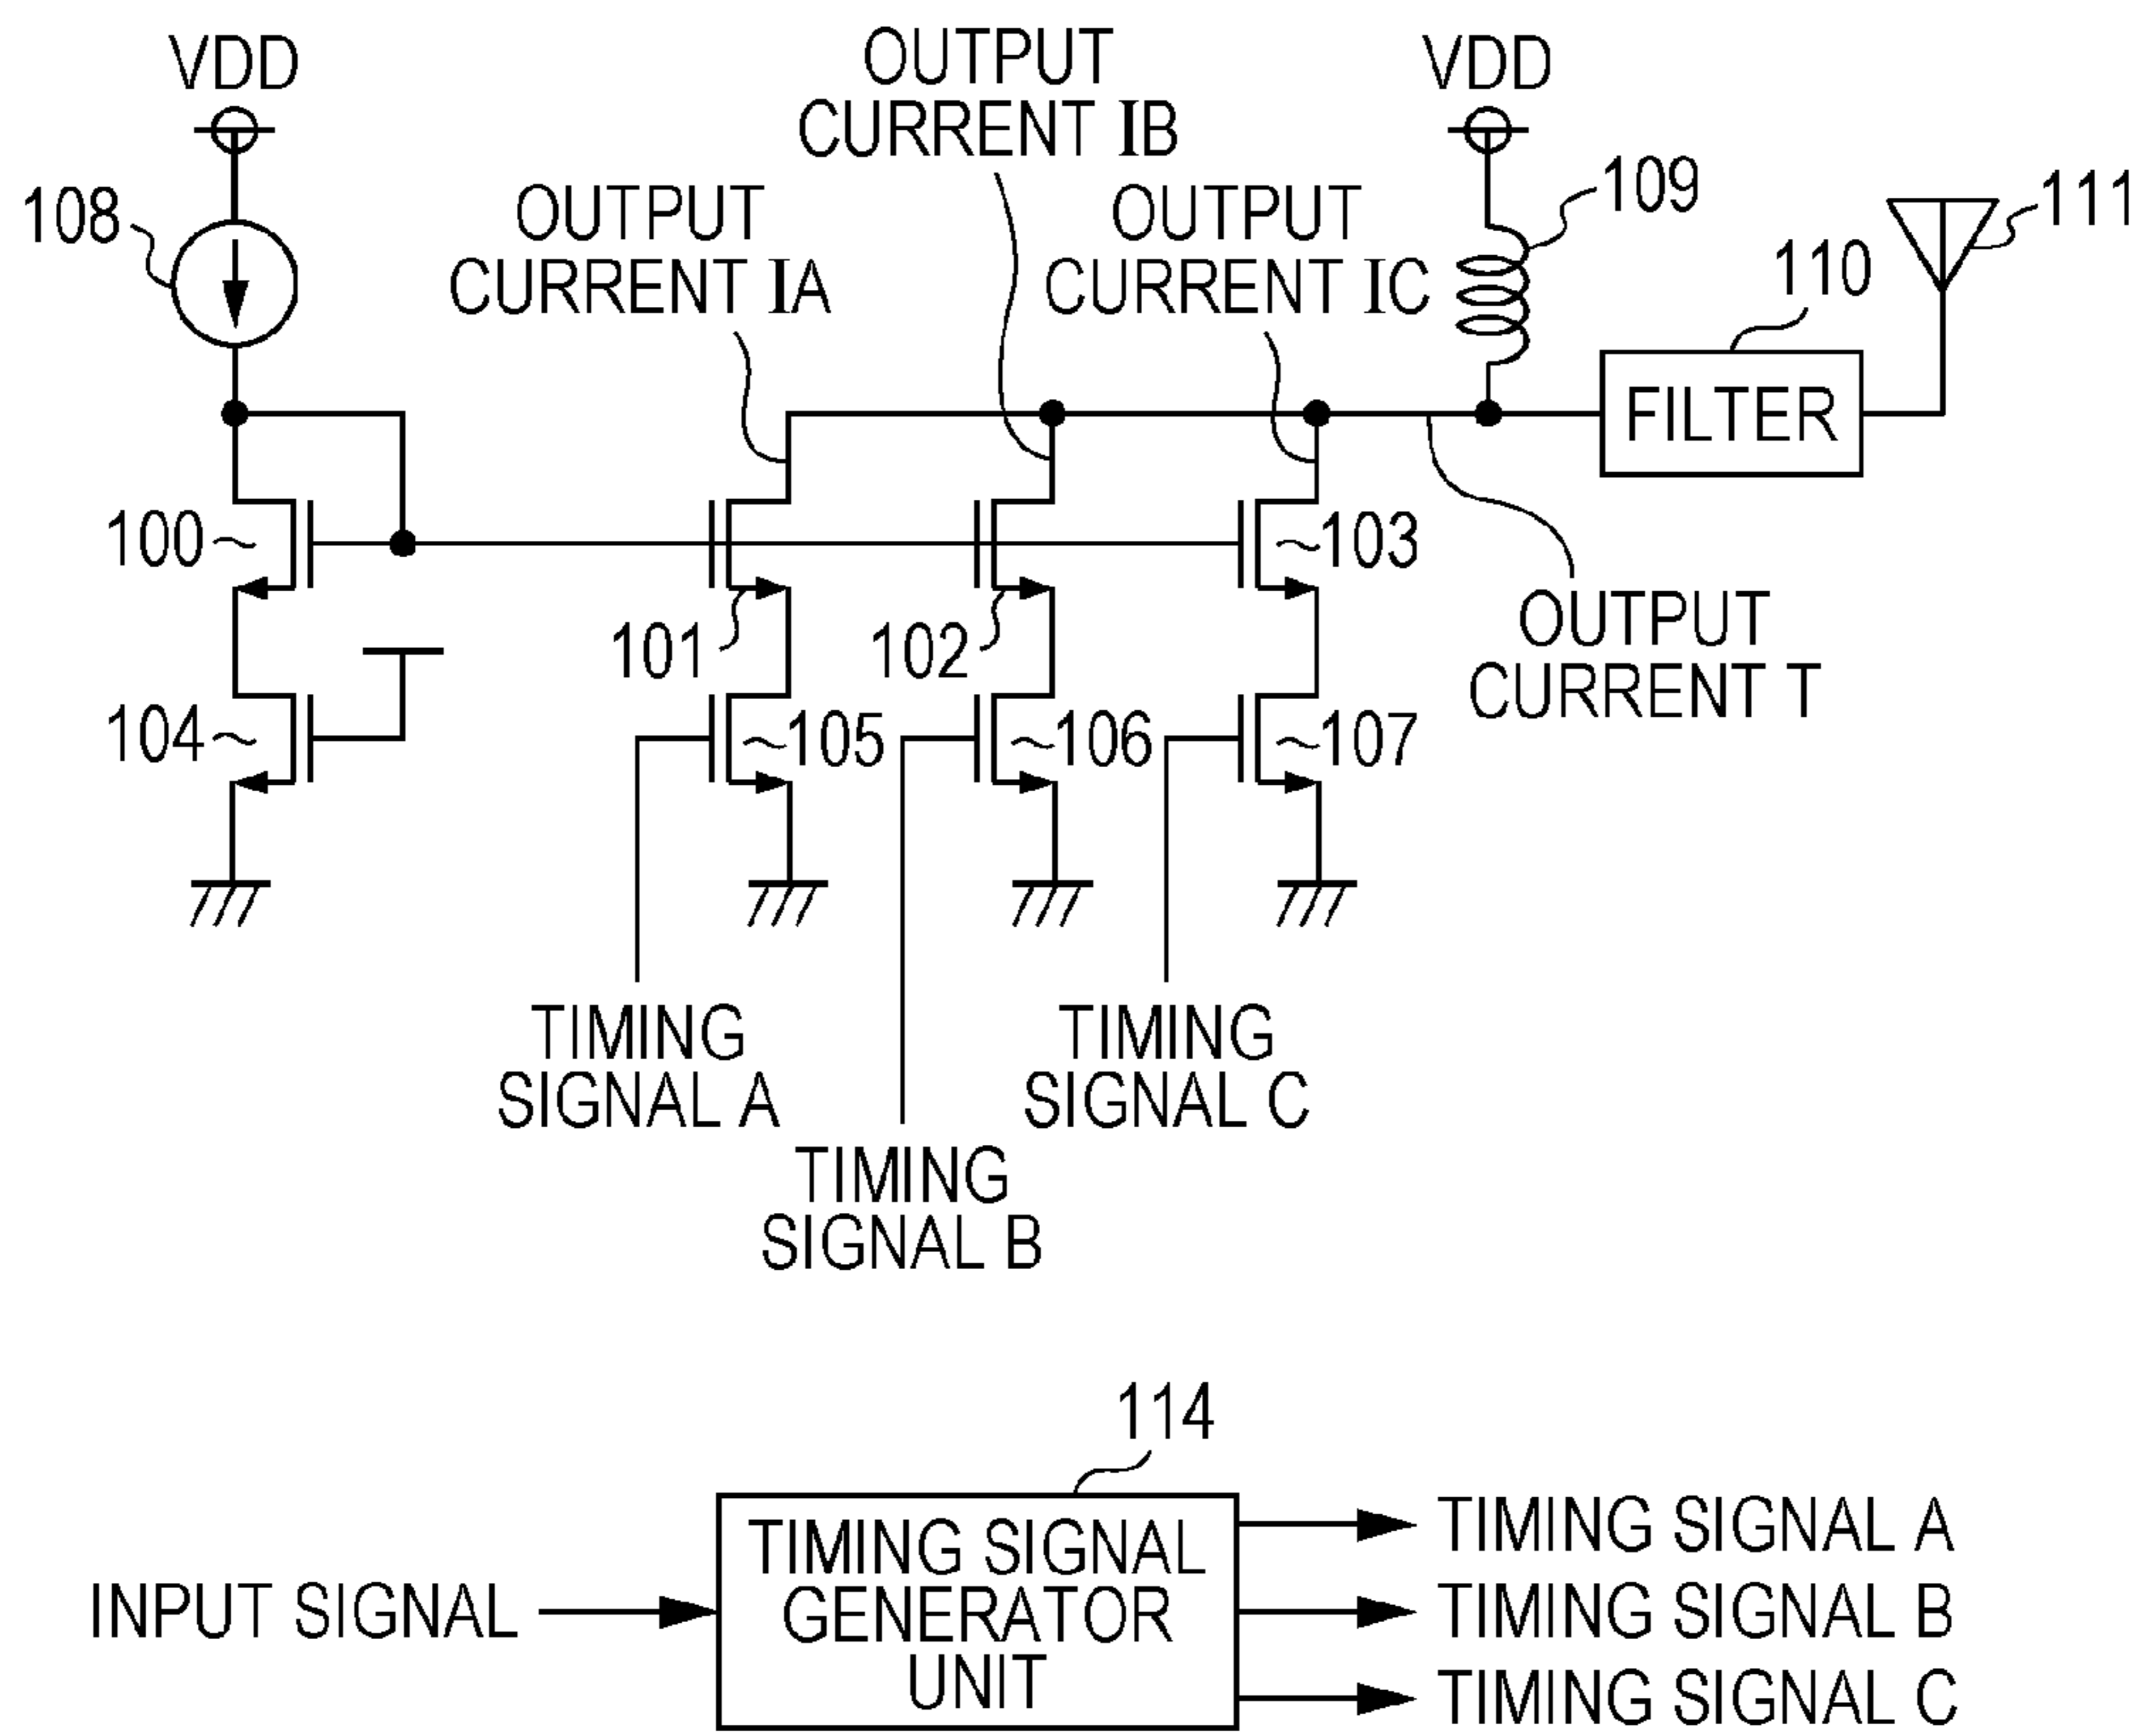 VDD
OUTPUT
CURRENT IB
VDD
108
OUTPUT
CURRENT IA
OUTPUT
CURRENT IC
109
111
110
FILTER
100
103
101
102
OUTPUT
CURRENT T
104
105
106
107
TIMING
SIGNAL A
TIMING
SIGNAL C
TIMING
SIGNAL B
114
INPUT SIGNAL
TIMING SIGNAL
GENERATOR
UNIT
TIMING SIGNAL A
TIMING SIGNAL B
TIMING SIGNAL C